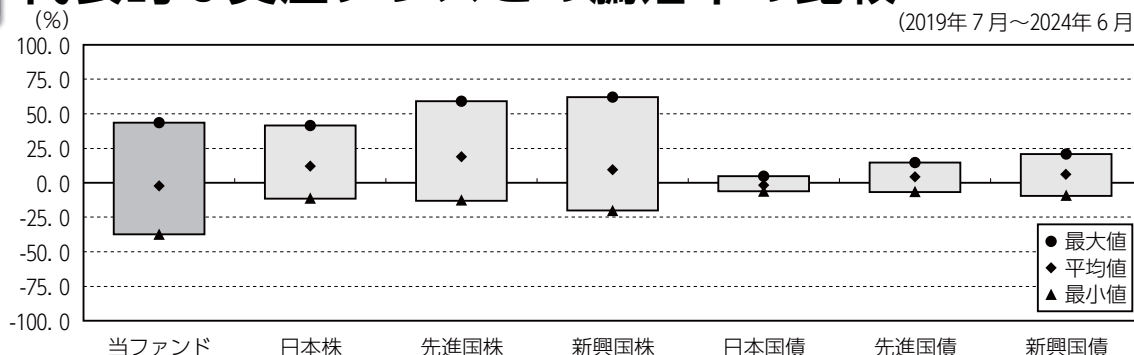 (%)
(2019年7月～2024年6月
100.0
75.0
50.0
25.0
0.0
-25.0
-50.0
-75.0
-100.0
● 最大値
◆ 平均値
▲ 最小値
当ファンド 日本株 先進国株 新興国株 日本国債 先進国債 新興国債